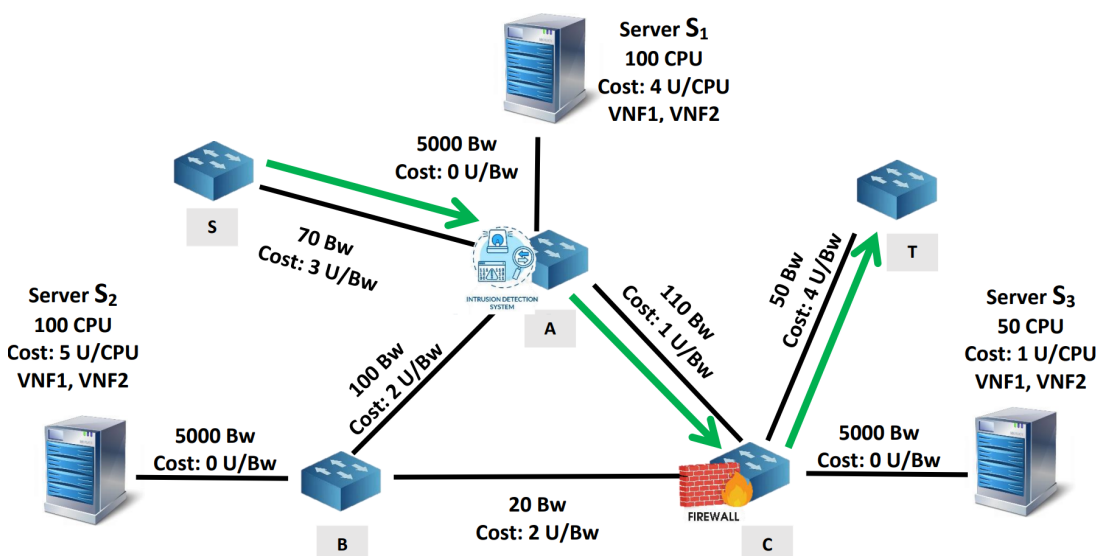 Server S₁
100 CPU
Cost: 4 U/CPU
VNF1, VNF2
5000 Bw
Cost: 0 U/Bw
S
70 Bw
Cost: 3 U/Bw
INTRUSION DETECTION
SYSTEM
A
T
50 Bw
Cost: 4 U/Bw
110 Bw
Cost: 1 U/Bw
Server S₂
100 CPU
Cost: 5 U/CPU
VNF1, VNF2
Server S₃
50 CPU
Cost: 1 U/CPU
VNF1, VNF2
100 Bw
Cost: 2 U/Bw
5000 Bw
Cost: 0 U/Bw
5000 Bw
Cost: 0 U/Bw
B
20 Bw
Cost: 2 U/Bw
FIREWALL
C